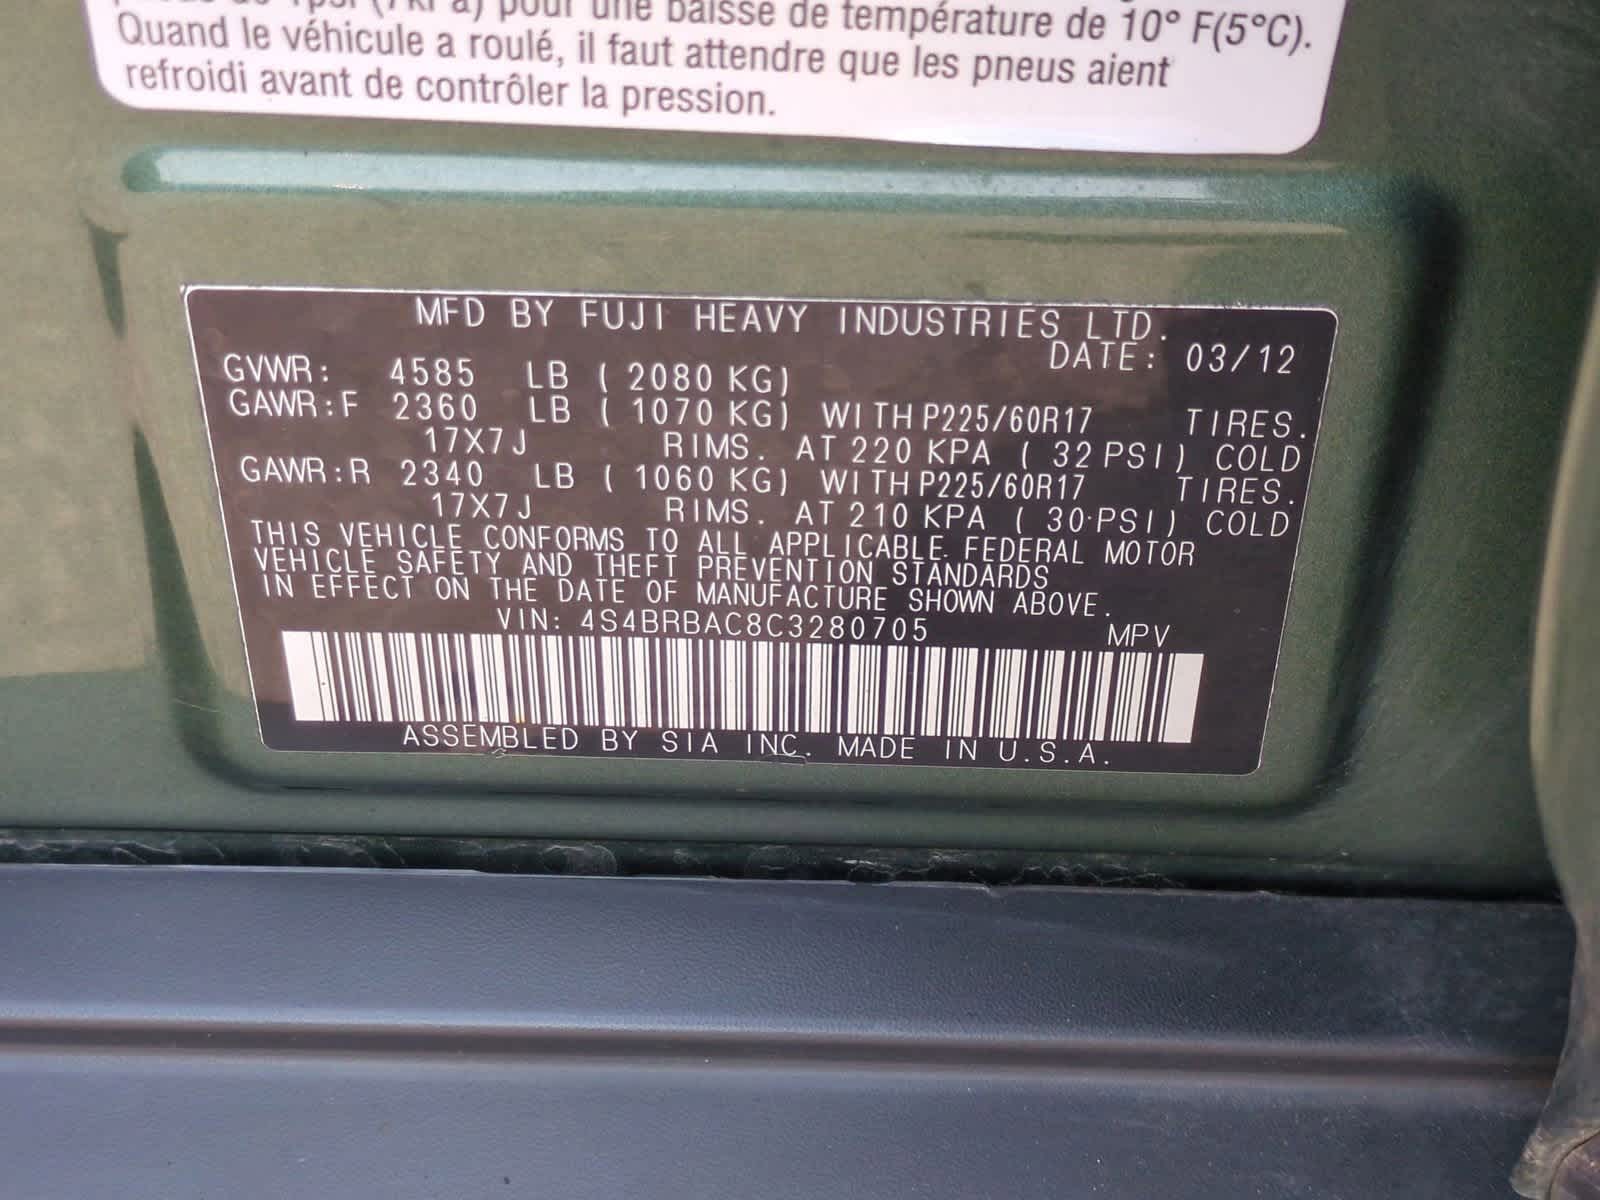 1psi (7kPa) pour une baisse de température de 10° F(5°C).
Quand le véhicule a roulé, il faut attendre que les pneus aient
refroidi avant de contrôler la pression.
MFD BY FUJI HEAVY INDUSTRIES LTD.
DATE: 03/12
GVWR: 4585 LB ( 2080 KG)
GAWR:F 2360 LB ( 1070 KG) WITH P225/60R17 TIRES.
17X7J RIMS. AT 220 KPA ( 32 PSI) COLD
GAWR:R 2340 LB ( 1060 KG) WITH P225/60R17 TIRES.
17X7J RIMS. AT 210 KPA ( 30 PSI) COLD
THIS VEHICLE CONFORMS TO ALL APPLICABLE FEDERAL MOTOR
VEHICLE SAFETY AND THEFT PREVENTION STANDARDS
IN EFFECT ON THE DATE OF MANUFACTURE SHOWN ABOVE.
VIN: 4S4BRBAC8C3280705 MPV
ASSEMBLED BY SIA INC. MADE IN U.S.A.